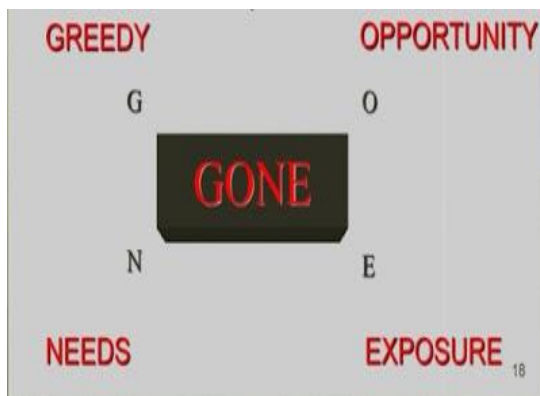 GREEDY OPPORTUNITY
G O
GONE
N E
NEEDS EXPOSURE
18